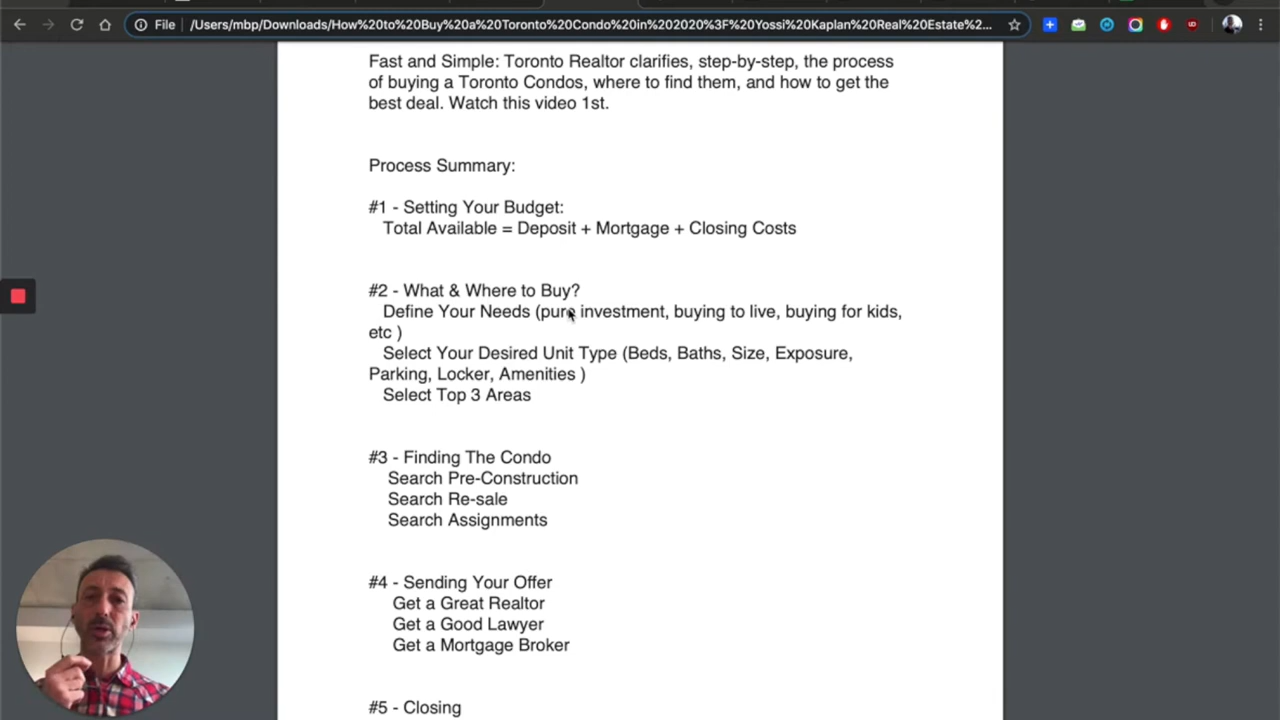 File
/Users/mbp/Downloads/How%20to%20Buy%20a%20Toronto%20Condo%20in%202020%3F%20Yossi%20Kaplan%20Real%20Estate%2...
Fast and Simple: Toronto Realtor clarifies, step-by-step, the process
of buying a Toronto Condos, where to find them, and how to get the
best deal. Watch this video 1st.
Process Summary:
#1 - Setting Your Budget:
Total Available = Deposit + Mortgage + Closing Costs
#2 - What & Where to Buy?
Define Your Needs (pure investment, buying to live, buying for kids,
etc )
Select Your Desired Unit Type (Beds, Baths, Size, Exposure,
Parking, Locker, Amenities )
Select Top 3 Areas
#3 - Finding The Condo
Search Pre-Construction
Search Re-sale
Search Assignments
#4 - Sending Your Offer
Get a Great Realtor
Get a Good Lawyer
Get a Mortgage Broker
#5 - Closing